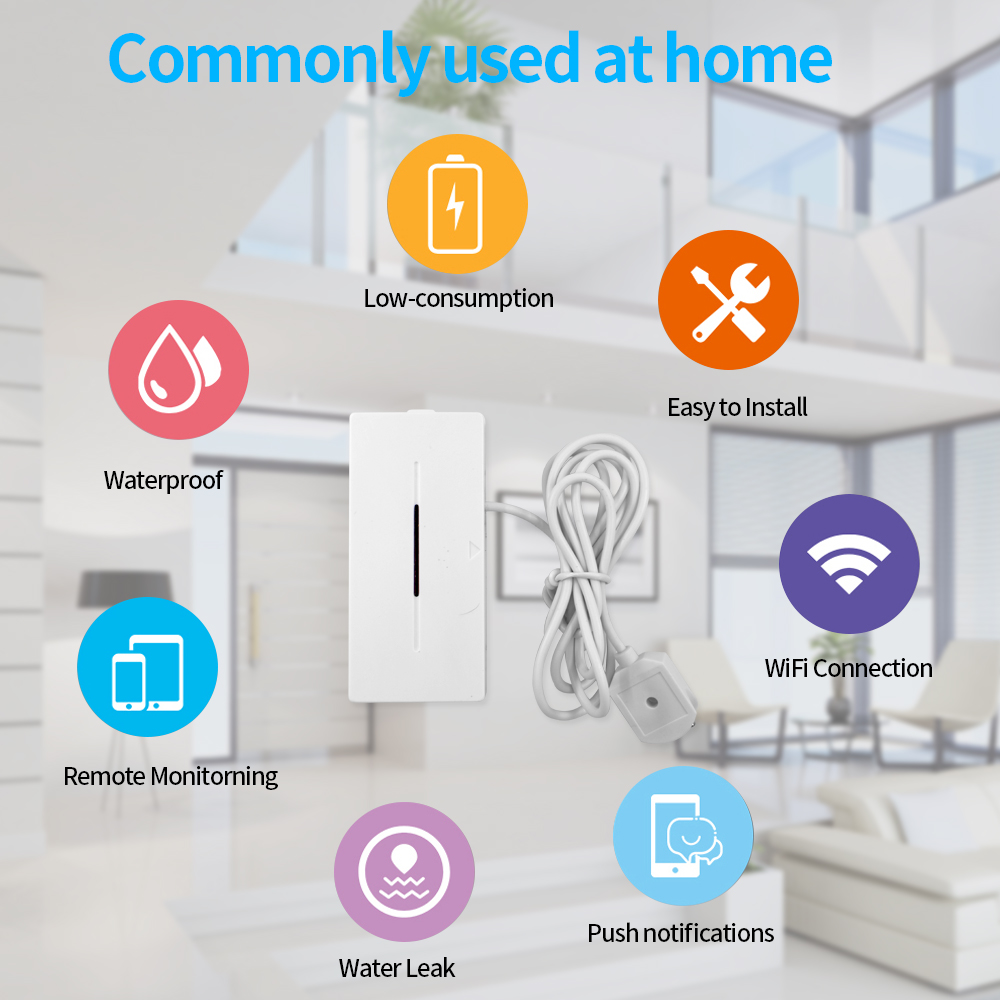 Commonly used at home
Low-consumption
Easy to Install
Waterproof
WiFi Connection
Remote Monitorning
Push notifications
Water Leak